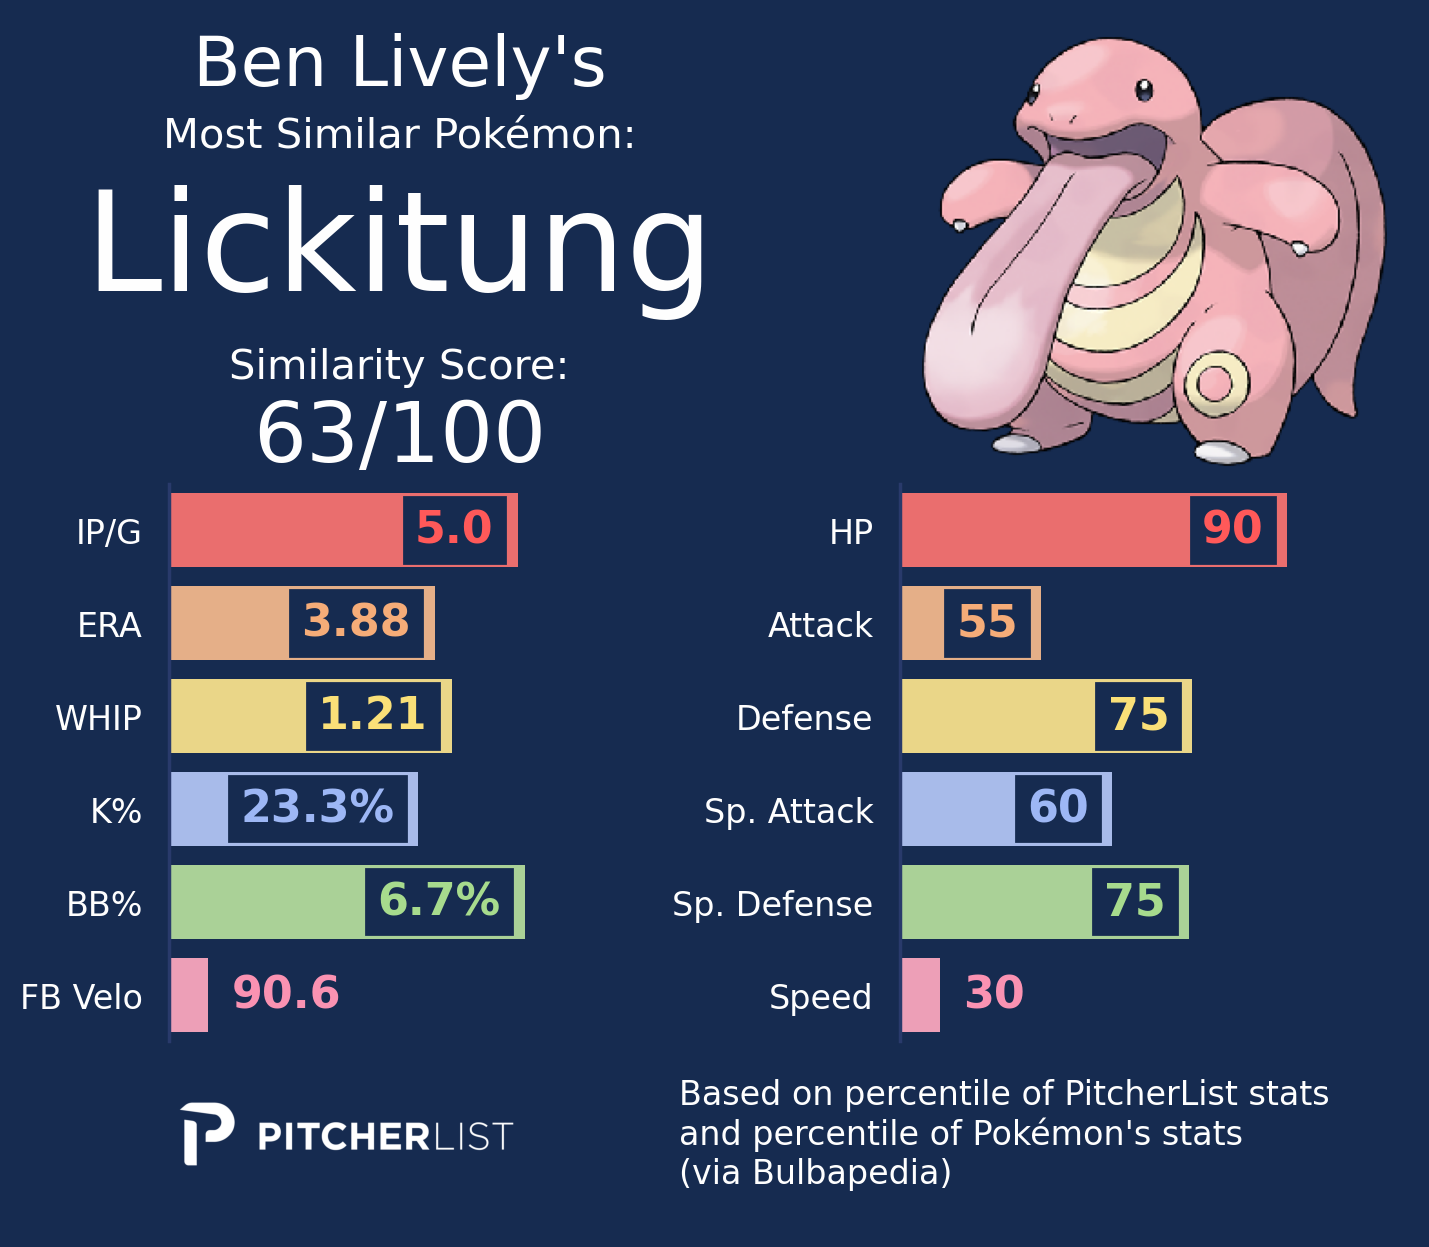 Ben Lively's
Most Similar Pokémon:
Lickitung
Similarity Score:
63/100
IP/G 5.0
ERA 3.88
WHIP 1.21
K% 23.3%
BB% 6.7%
FB Velo 90.6
HP 90
Attack 55
Defense 75
Sp. Attack 60
Sp. Defense 75
Speed 30
PITCHERLIST
Based on percentile of PitcherList stats
and percentile of Pokémon's stats
(via Bulbapedia)